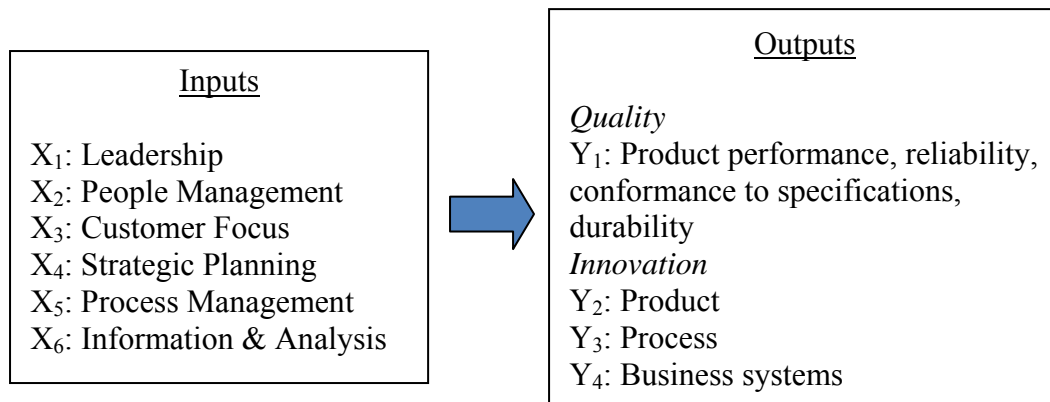 Inputs
X₁: Leadership
X₂: People Management
X₃: Customer Focus
X₄: Strategic Planning
X₅: Process Management
X₆: Information & Analysis
Outputs
Quality
Y₁: Product performance, reliability,
conformance to specifications,
durability
Innovation
Y₂: Product
Y₃: Process
Y₄: Business systems